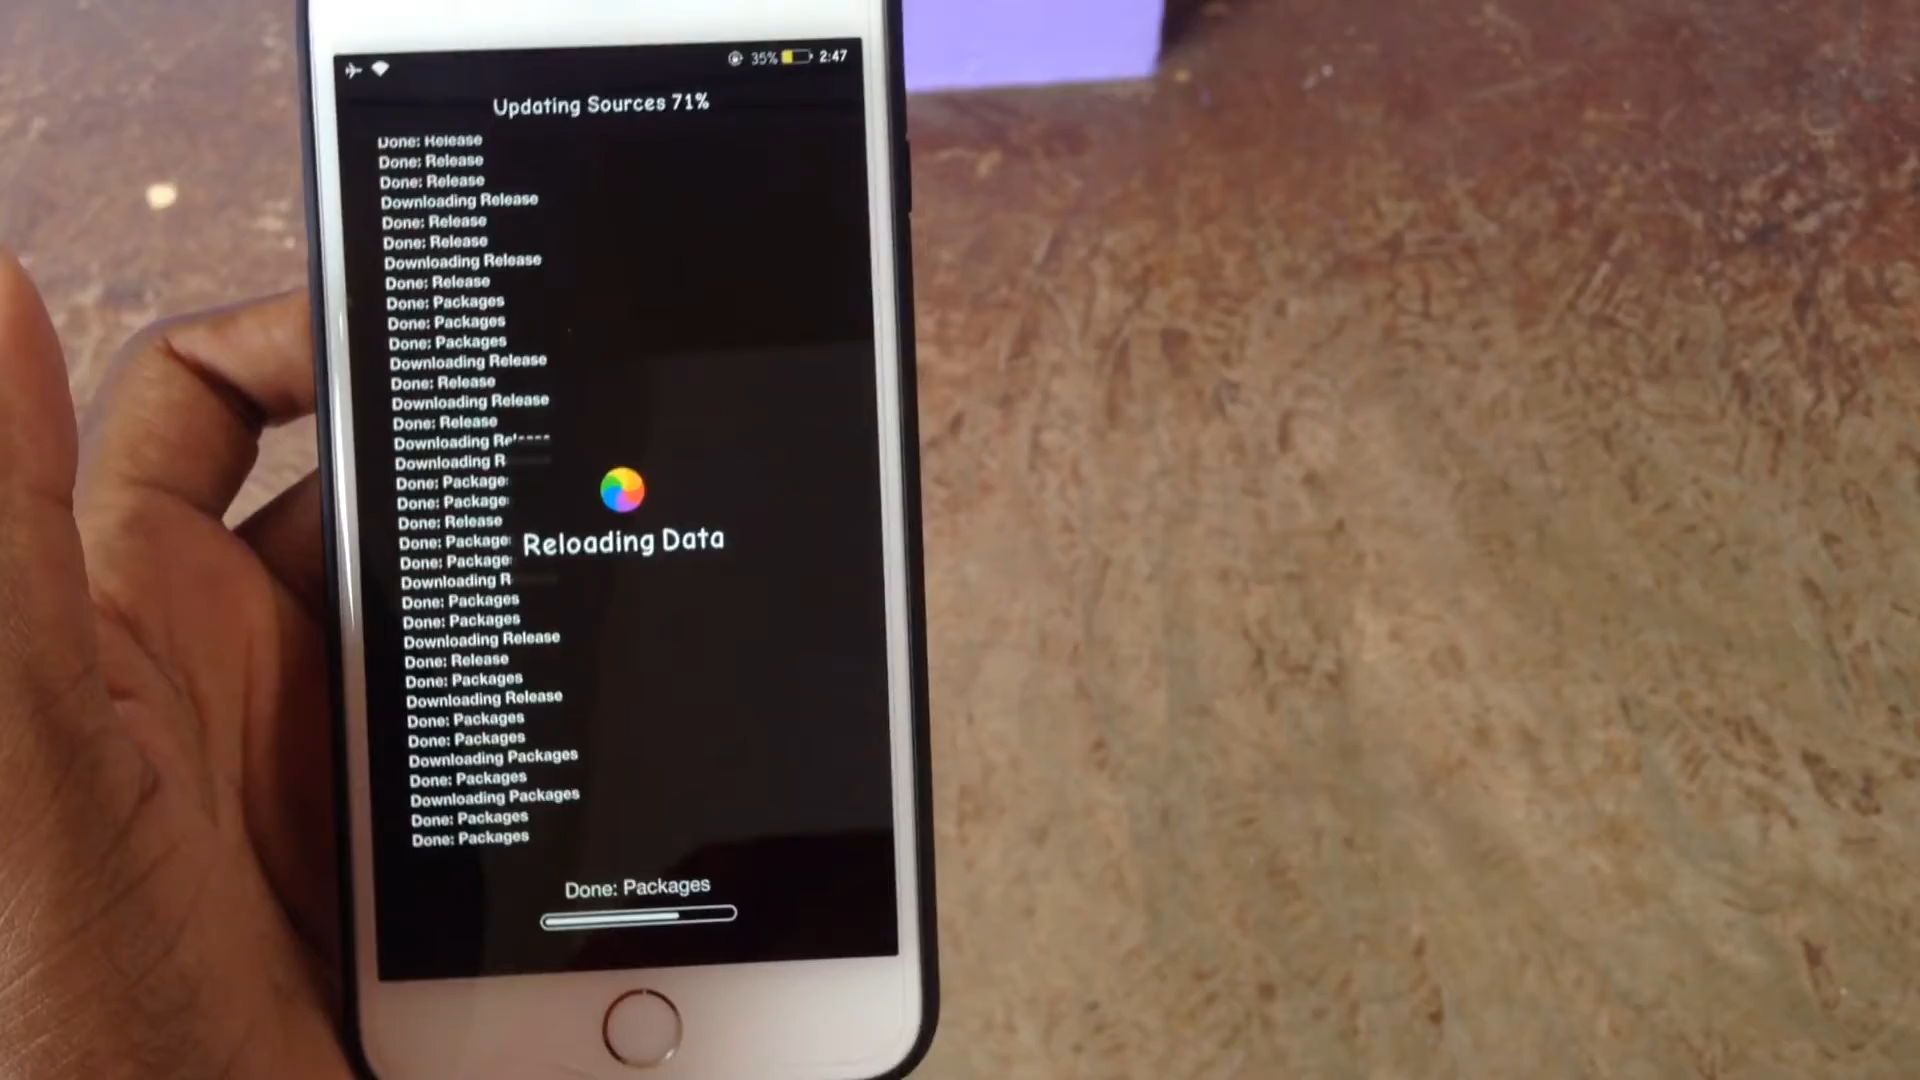 35% 2:47
Updating Sources 71%
Done: Release
Done: Release
Done: Release
Downloading Release
Done: Release
Done: Release
Downloading Release
Done: Release
Done: Packages
Done: Packages
Done: Packages
Downloading Release
Done: Release
Downloading Release
Done: Release
Downloading Release
Downloading R
Done: Package
Done: Package
Done: Release
Done: Package
Done: Package
Reloading Data
Downloading R
Done: Packages
Done: Packages
Downloading Release
Done: Release
Done: Packages
Downloading Release
Done: Packages
Done: Packages
Downloading Packages
Done: Packages
Downloading Packages
Done: Packages
Done: Packages
Done: Packages